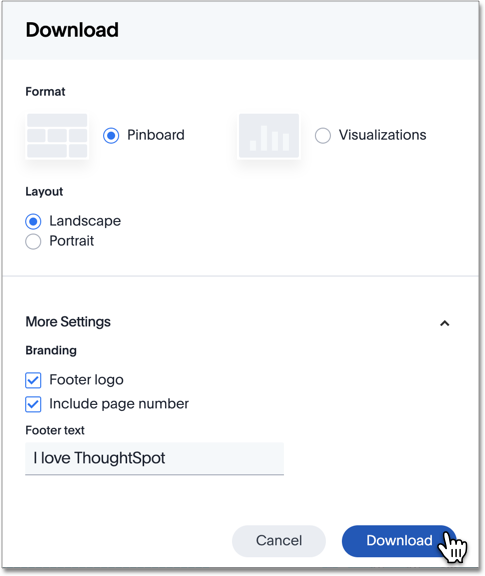 Download
Format
Pinboard
Visualizations
Layout
Landscape
Portrait
More Settings
Branding
Footer logo
Include page number
Footer text
I love ThoughtSpot
Cancel
Download